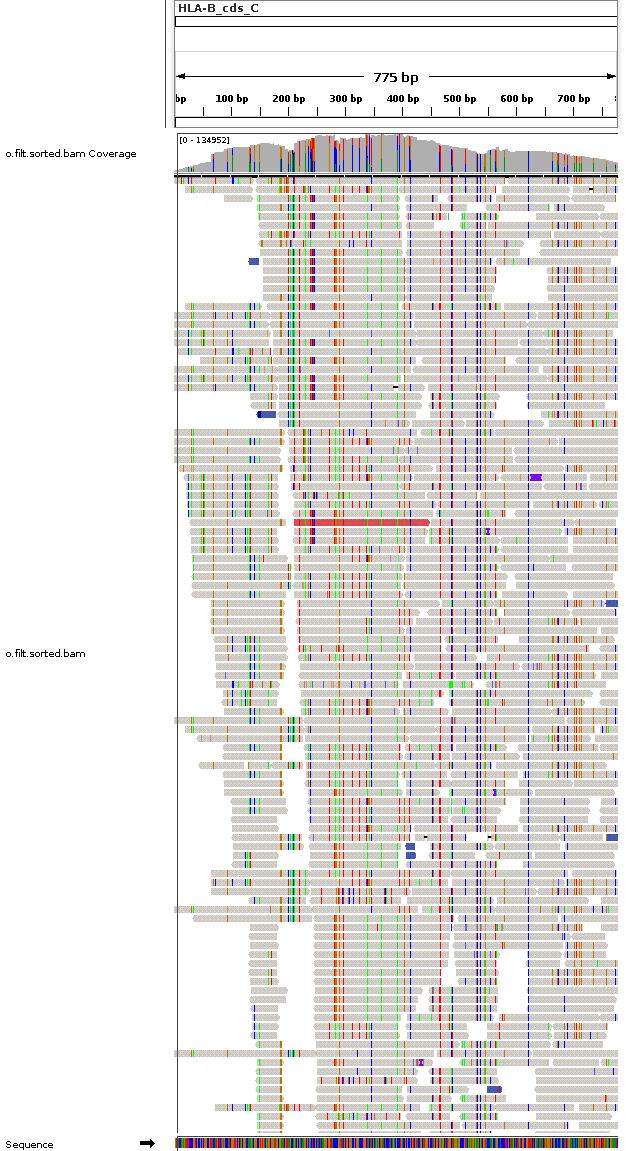 HLA-B_cds_C
775 bp
bp 100 bp 200 bp 300 bp 400 bp 500 bp 600 bp 700 bp
[0 - 134952]
o.filt.sorted.bam Coverage
o.filt.sorted.bam
Sequence